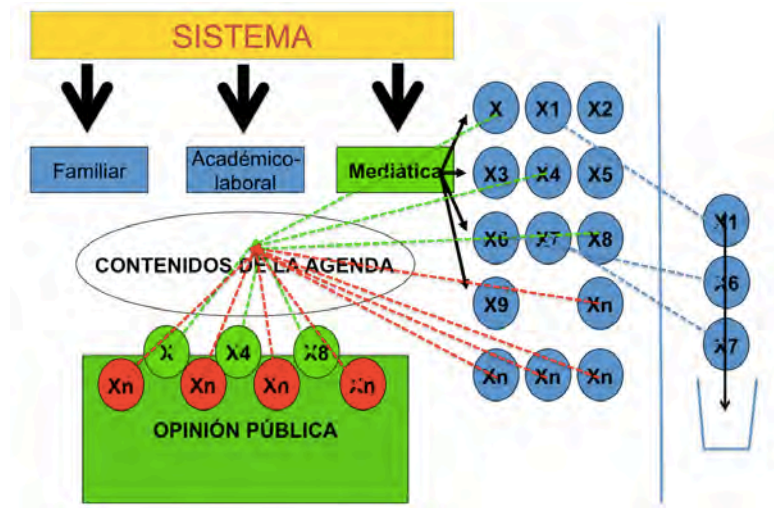 SISTEMA
Familiar
Académico-
laboral
Mediática
X X1 X2
X3 X4 X5
X6 X7 X8
X9 Xn
Xn Xn Xn
X1
X6
X7
CONTENIDOS DE LA AGENDA
X X4 X8
Xn Xn Xn Xn
OPINIÓN PÚBLICA